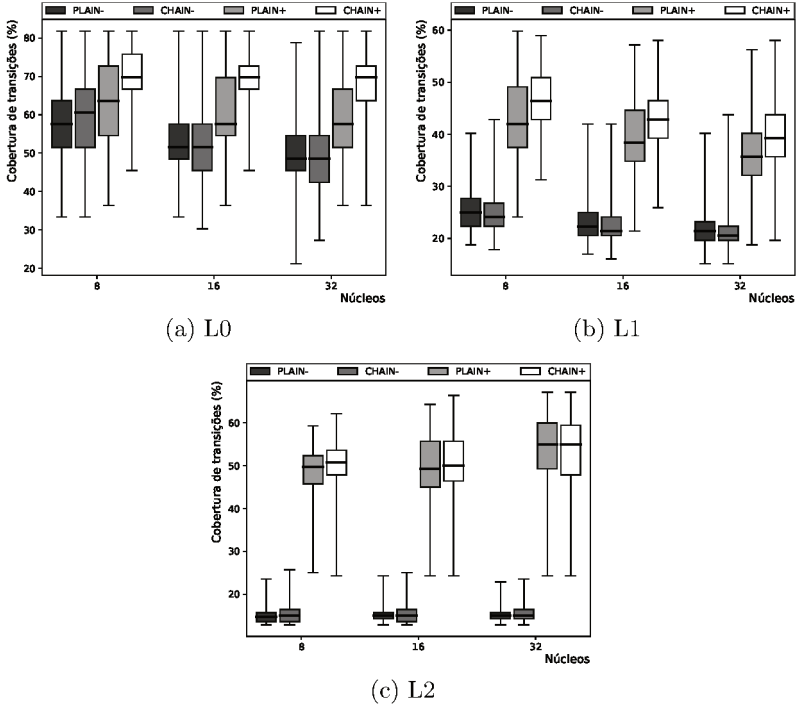 PLAIN- CHAIN- PLAIN+ CHAIN+
Cobertura de transições (%)
80
70
60
50
40
30
20
8 16 32
Núcleos
(a) L0
PLAIN- CHAIN- PLAIN+ CHAIN+
Cobertura de transições (%)
60
50
40
30
20
8 16 32
Núcleos
(b) L1
PLAIN- CHAIN- PLAIN+ CHAIN+
Cobertura de transições (%)
60
50
40
30
20
8 16 32
Núcleos
(c) L2